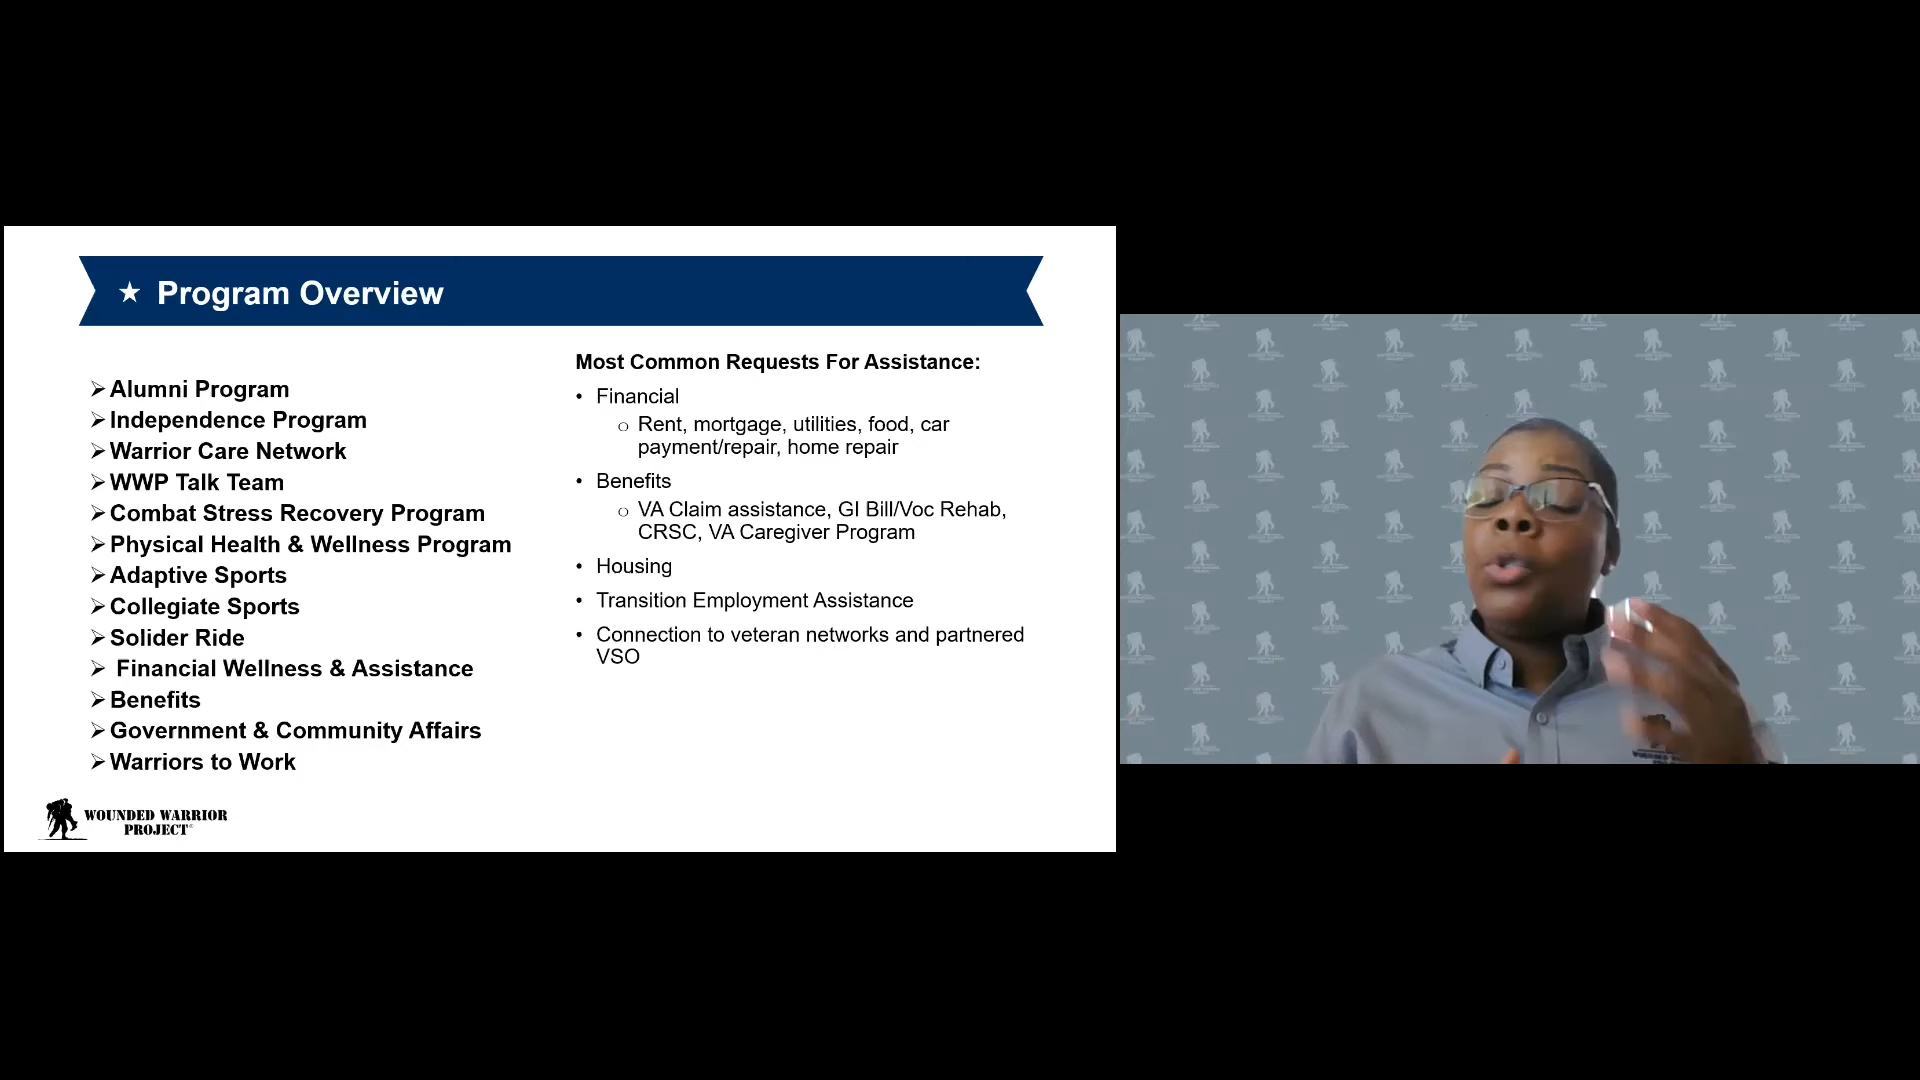 ★ Program Overview
➢ Alumni Program
➢ Independence Program
➢ Warrior Care Network
➢ WWP Talk Team
➢ Combat Stress Recovery Program
➢ Physical Health & Wellness Program
➢ Adaptive Sports
➢ Collegiate Sports
➢ Solider Ride
➢ Financial Wellness & Assistance
➢ Benefits
➢ Government & Community Affairs
➢ Warriors to Work
Most Common Requests For Assistance:
• Financial
○ Rent, mortgage, utilities, food, car
payment/repair, home repair
• Benefits
○ VA Claim assistance, GI Bill/Voc Rehab,
CRSC, VA Caregiver Program
• Housing
• Transition Employment Assistance
• Connection to veteran networks and partnered
VSO
WOUNDED WARRIOR
PROJECT